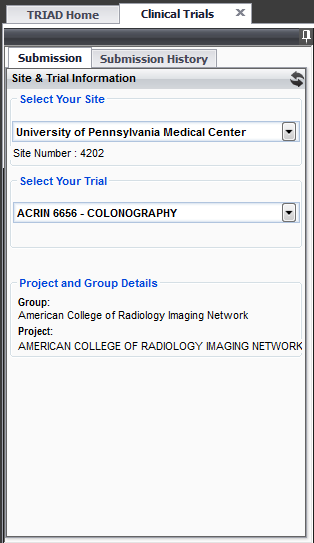 TRIAD Home
Clinical Trials
Submission
Submission History
Site & Trial Information
Select Your Site
University of Pennsylvania Medical Center
Site Number : 4202
Select Your Trial
ACRIN 6656 - COLONOGRAPHY
Project and Group Details
Group:
American College of Radiology Imaging Network
Project:
AMERICAN COLLEGE OF RADIOLOGY IMAGING NETWORK